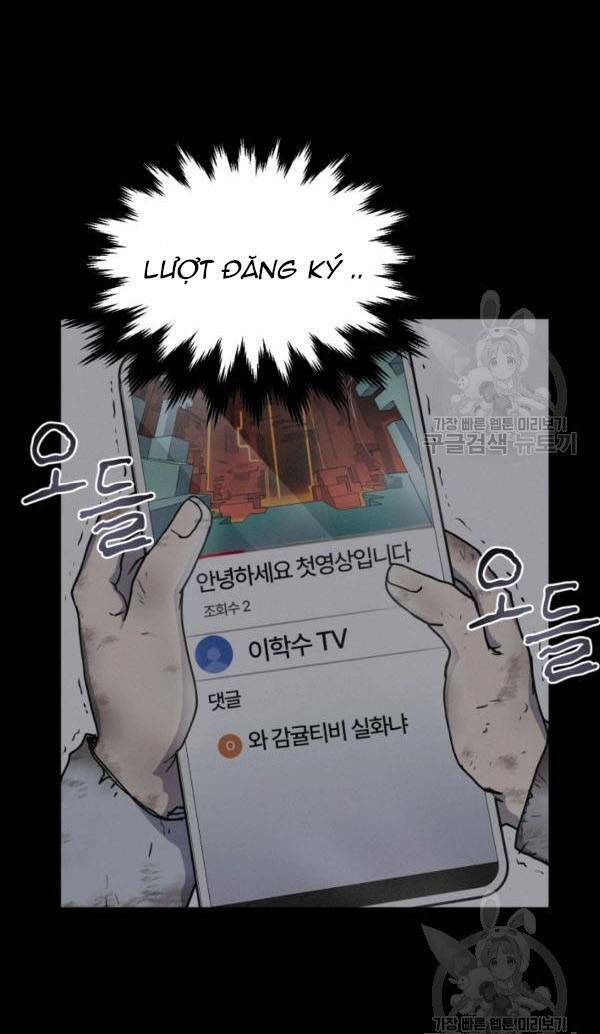 LƯỢT ĐĂNG KÝ ..
가장 빠른 웹툰 미리보기
구글검색 뉴토끼
오들
안녕하세요 첫영상입니다
조회수 2
오들
이학수 TV
댓글
O 와 감귤티비 실화냐
가장 빠른 웹툰 미리보기